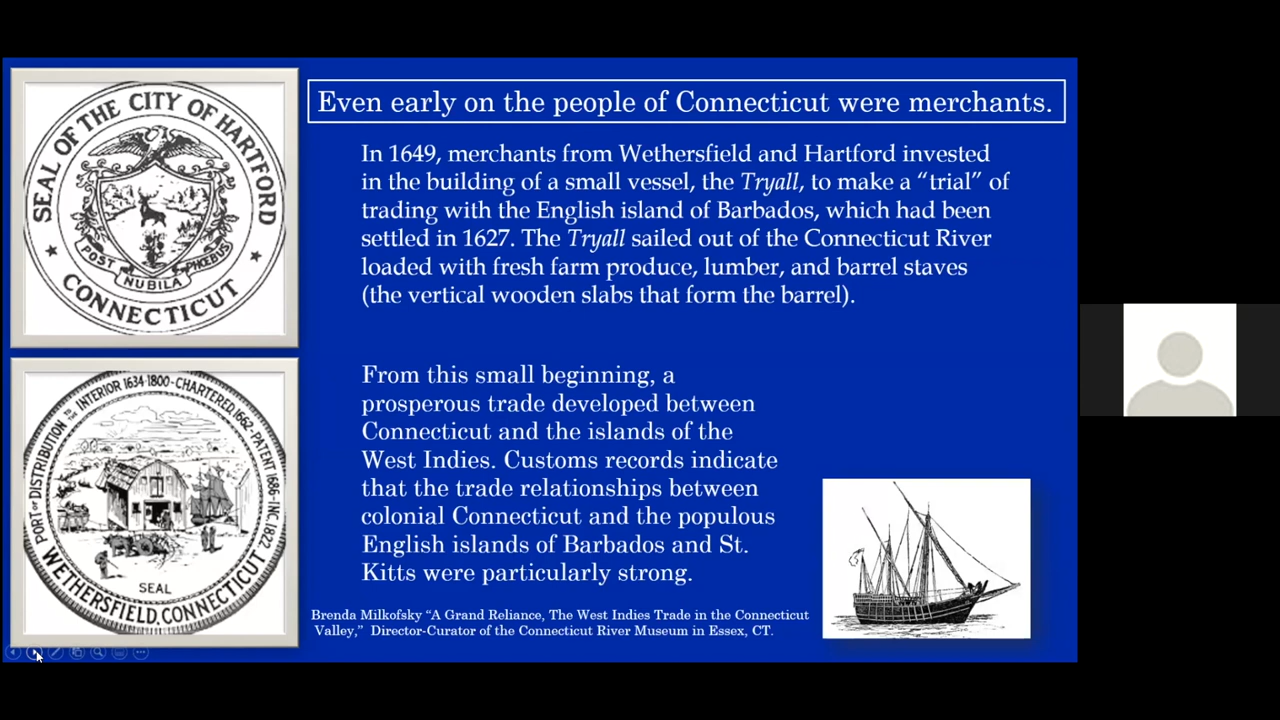 SEAL OF THE CITY OF HARTFORD
POST NUBILA PHŒBUS
CONNECTICUT
Even early on the people of Connecticut were merchants.
In 1649, merchants from Wethersfield and Hartford invested
in the building of a small vessel, the Tryall, to make a “trial” of
trading with the English island of Barbados, which had been
settled in 1627. The Tryall sailed out of the Connecticut River
loaded with fresh farm produce, lumber, and barrel staves
(the vertical wooden slabs that form the barrel).
PORT OF DISTRIBUTION TO THE INTERIOR 1634-1800-CHARTERED.1662-PATENT 1686-INC.1822.
SEAL
WETHERSFIELD, CONNECTICUT.
From this small beginning, a
prosperous trade developed between
Connecticut and the islands of the
West Indies. Customs records indicate
that the trade relationships between
colonial Connecticut and the populous
English islands of Barbados and St.
Kitts were particularly strong.
Brenda Milkofsky “A Grand Reliance, The West Indies Trade in the Connecticut
Valley,” Director-Curator of the Connecticut River Museum in Essex, CT.